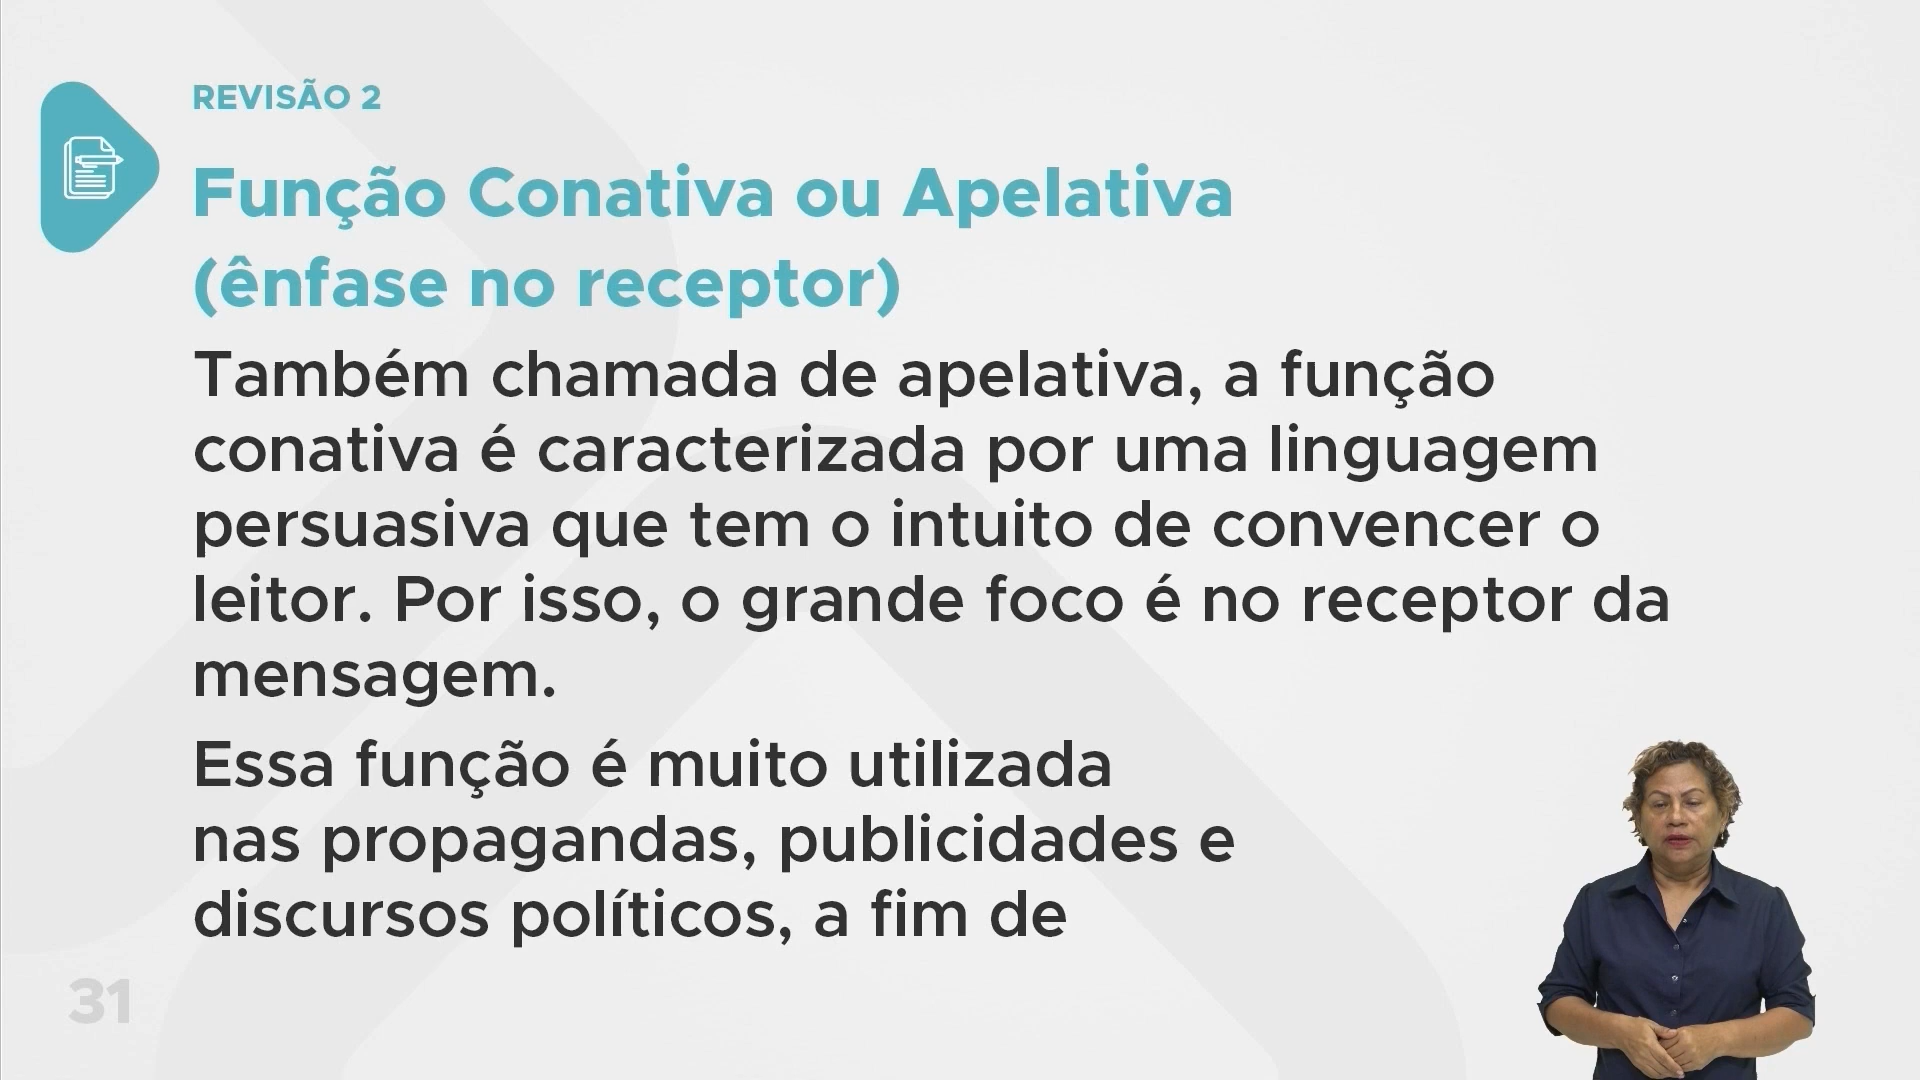 REVISÃO 2
Função Conativa ou Apelativa
(ênfase no receptor)
Também chamada de apelativa, a função
conativa é caracterizada por uma linguagem
persuasiva que tem o intuito de convencer o
leitor. Por isso, o grande foco é no receptor da
mensagem.
Essa função é muito utilizada
nas propagandas, publicidades e
discursos políticos, a fim de
31